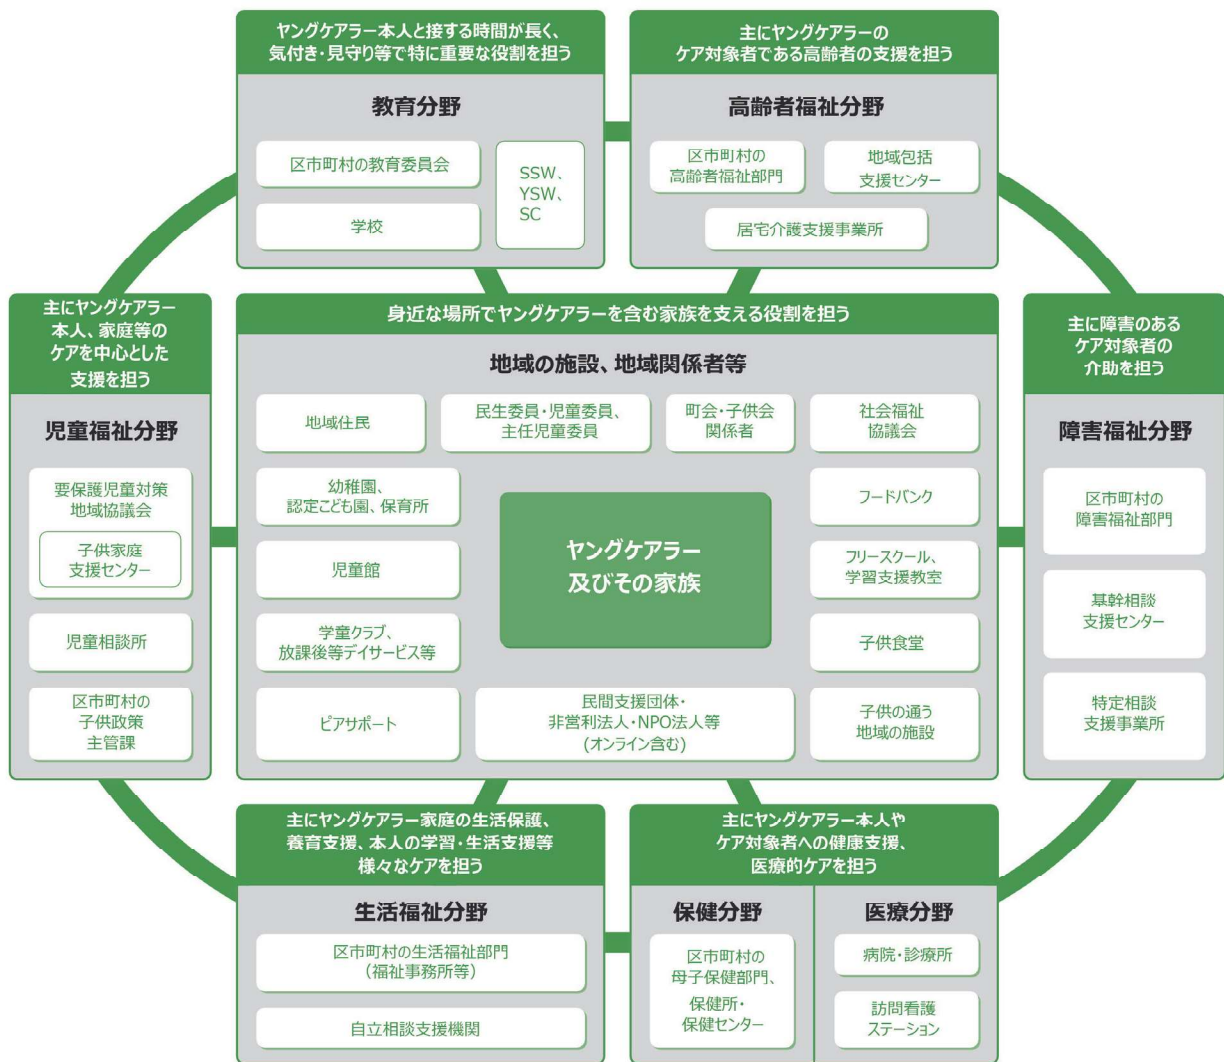 ヤングケアラー本人と接する時間が長く、
気付き・見守り等で特に重要な役割を担う
教育分野
区市町村の教育委員会
学校
SSW、
YSW、
SC
主にヤングケアラーの
ケア対象者である高齢者の支援を担う
高齢者福祉分野
区市町村の
高齢者福祉部門
地域包括
支援センター
居宅介護支援事業所
主にヤングケアラー
本人、家庭等の
ケアを中心とした
支援を担う
児童福祉分野
要保護児童対策
地域協議会
子供家庭
支援センター
児童相談所
区市町村の
子供政策
主管課
身近な場所でヤングケアラーを含む家族を支える役割を担う
地域の施設、地域関係者等
地域住民
民生委員・児童委員、
主任児童委員
町会・子供会
関係者
社会福祉
協議会
幼稚園、
認定こども園、保育所
フードバンク
児童館
ヤングケアラー
及びその家族
フリースクール、
学習支援教室
学童クラブ、
放課後等デイサービス等
子供食堂
ピアサポート
民間支援団体・
非営利法人・NPO法人等
(オンライン含む)
子供の通う
地域の施設
主に障害のある
ケア対象者の
介助を担う
障害福祉分野
区市町村の
障害福祉部門
基幹相談
支援センター
特定相談
支援事業所
主にヤングケアラー家庭の生活保護、
養育支援、本人の学習・生活支援等
様々なケアを担う
生活福祉分野
区市町村の生活福祉部門
(福祉事務所等)
自立相談支援機関
主にヤングケアラー本人や
ケア対象者への健康支援、
医療的ケアを担う
保健分野
区市町村の
母子保健部門、
保健所・
保健センター
医療分野
病院・診療所
訪問看護
ステーション